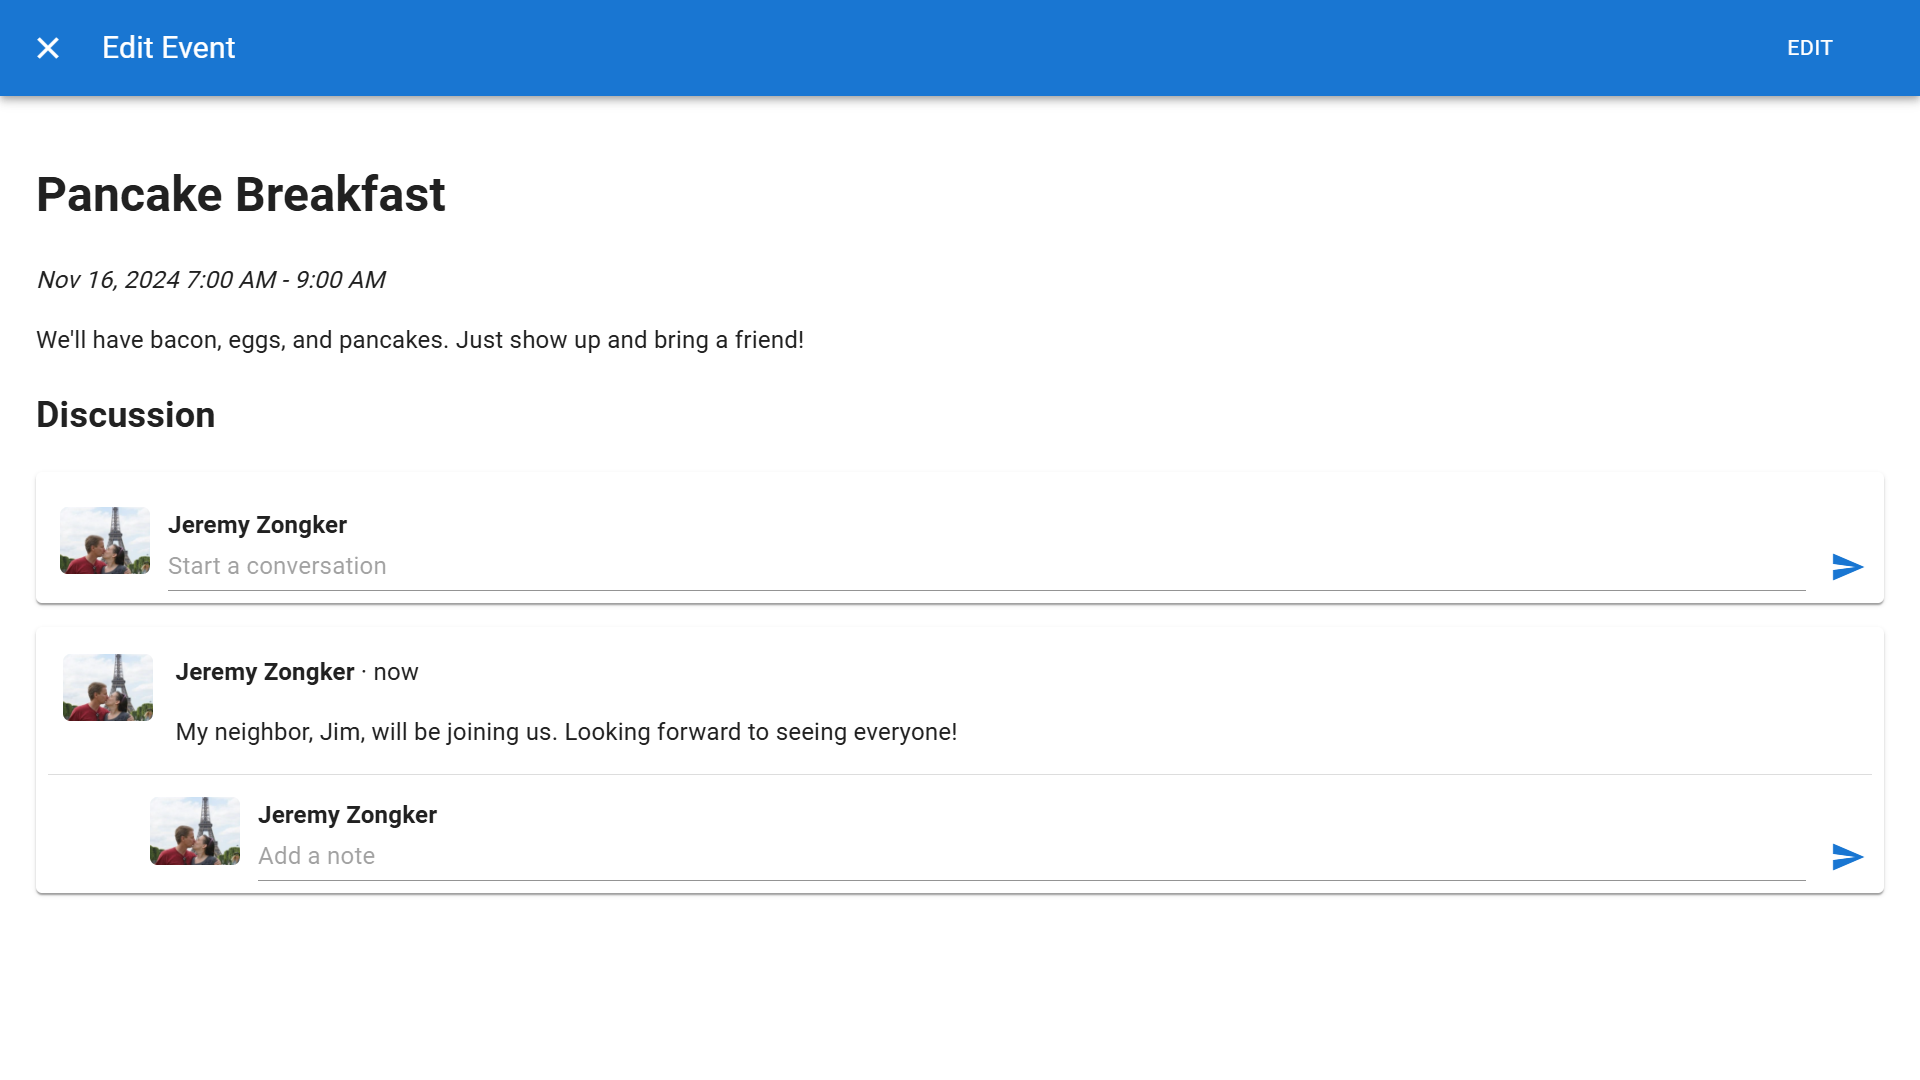 Edit Event
EDIT
Pancake Breakfast
Nov 16, 2024 7:00 AM - 9:00 AM
We'll have bacon, eggs, and pancakes. Just show up and bring a friend!
Discussion
Jeremy Zongker
Start a conversation
Jeremy Zongker · now
My neighbor, Jim, will be joining us. Looking forward to seeing everyone!
Jeremy Zongker
Add a note